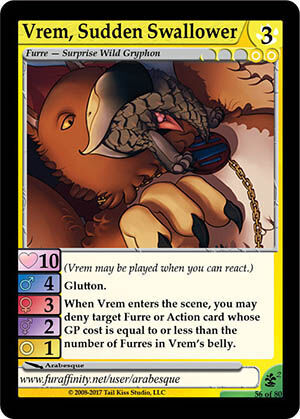 Vrem, Sudden Swallower
3
Furre — Surprise Wild Gryphon
10
4
3
2
1
(Vrem may be played when you can react.)
Glutton.
When Vrem enters the scene, you may
deny target Furre or Action card whose
GP cost is equal to or less than the
number of Furres in Vrem's belly.
Arabesque
www.furaffinity.net/user/arabesque
56 of 80
© 2008-2017 Tail Kiss Studio, LLC